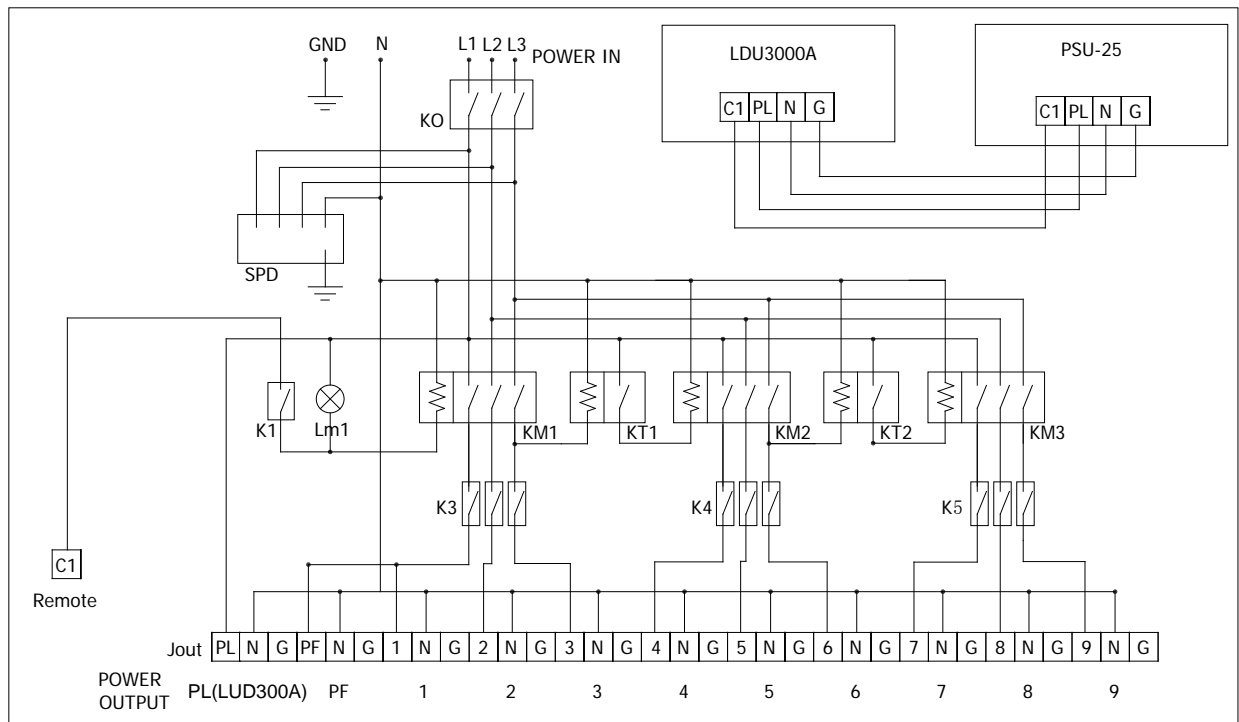 GND N L1 L2 L3 POWER IN
LDU3000A
PSU-25
C1 PL N G
C1 PL N G
KO
SPD
K1 Lm1 KM1 KT1 KM2 KT2 KM3
K3 K4 K5
C1
Remote
Jout PL N G PF N G 1 N G 2 N G 3 N G 4 N G 5 N G 6 N G 7 N G 8 N G 9 N G
POWER OUTPUT PL(LUD300A) PF 1 2 3 4 5 6 7 8 9